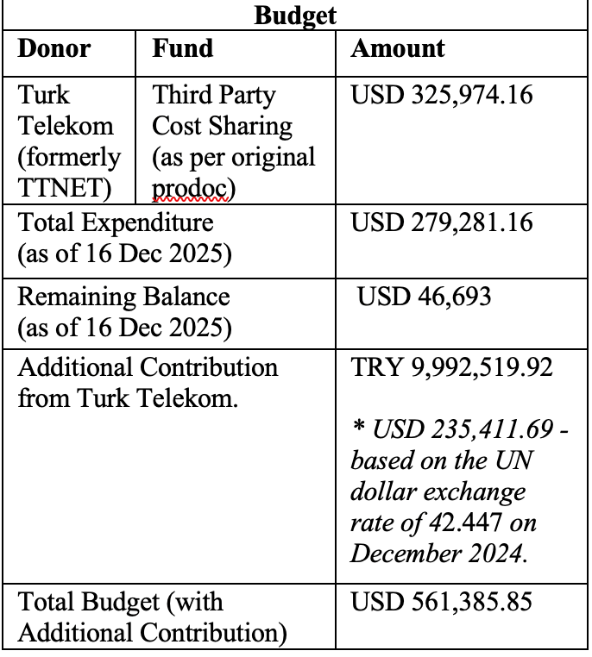 Budget
Donor Fund Amount
Turk Third Party USD 325,974.16
Telekom Cost Sharing
(formerly (as per original
TTNET) prodoc)
Total Expenditure USD 279,281.16
(as of 16 Dec 2025)
Remaining Balance USD 46,693
(as of 16 Dec 2025)
Additional Contribution TRY 9,992,519.92
from Turk Telekom.
* USD 235,411.69 -
based on the UN
dollar exchange
rate of 42.447 on
December 2024.
Total Budget (with USD 561,385.85
Additional Contribution)